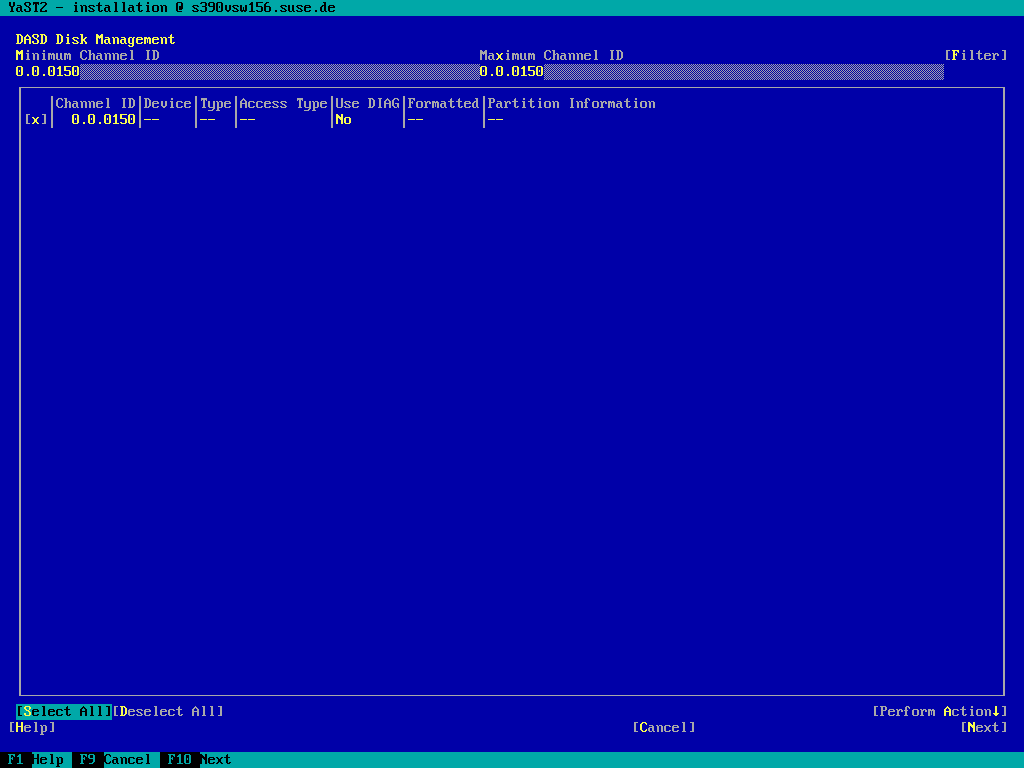 YaST2 - installation @ s390vsw156.suse.de
DASD Disk Management
Minimum Channel ID Maximum Channel ID [Filter]
0.0.0150 0.0.0150
Channel ID|Device|Type|Access Type|Use DIAG|Formatted|Partition Information
[x]| 0.0.0150|-- |-- |-- |No |-- |--
[Select All][Deselect All] [Perform Action↓]
[Help] [Cancel] [Next]
F1 Help F9 Cancel F10 Next